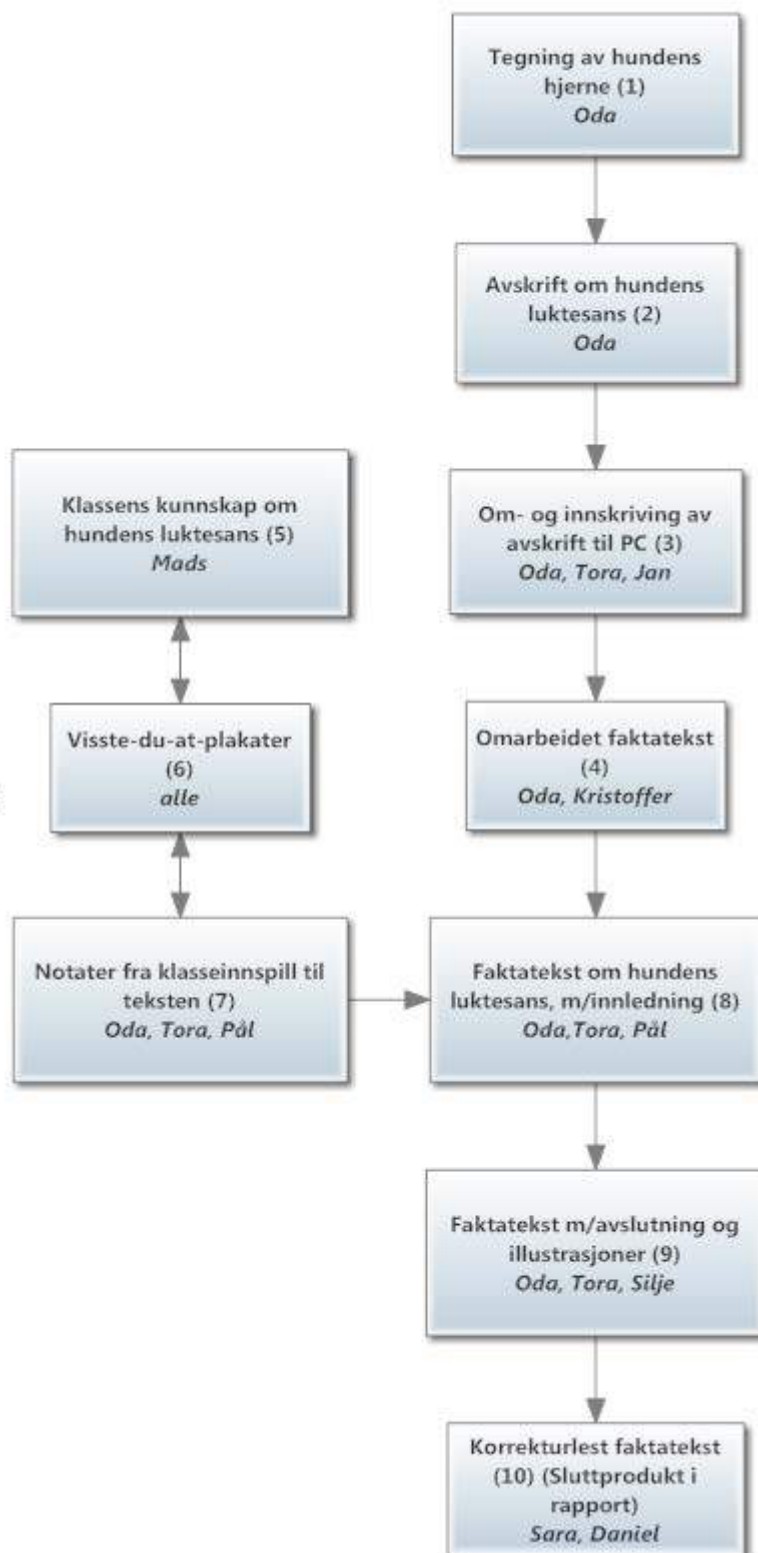 Tegning av hundens
hjerne (1)
Oda
Avskrift om hundens
luktesans (2)
Oda
Om- og innskriving av
avskrift til PC (3)
Oda, Tora, Jan
Omarbeidet faktatekst
(4)
Oda, Kristoffer
Klassens kunnskap om
hundens luktesans (5)
Mads
Visste-du-at-plakater
(6)
alle
Notater fra klasseinnspill til
teksten (7)
Oda, Tora, Pål
Faktatekst om hundens
luktesans, m/innledning (8)
Oda,Tora, Pål
Faktatekst m/avslutning og
illustrasjoner (9)
Oda, Tora, Silje
Korrekturlest faktatekst
(10) (Sluttprodukt i
rapport)
Sara, Daniel